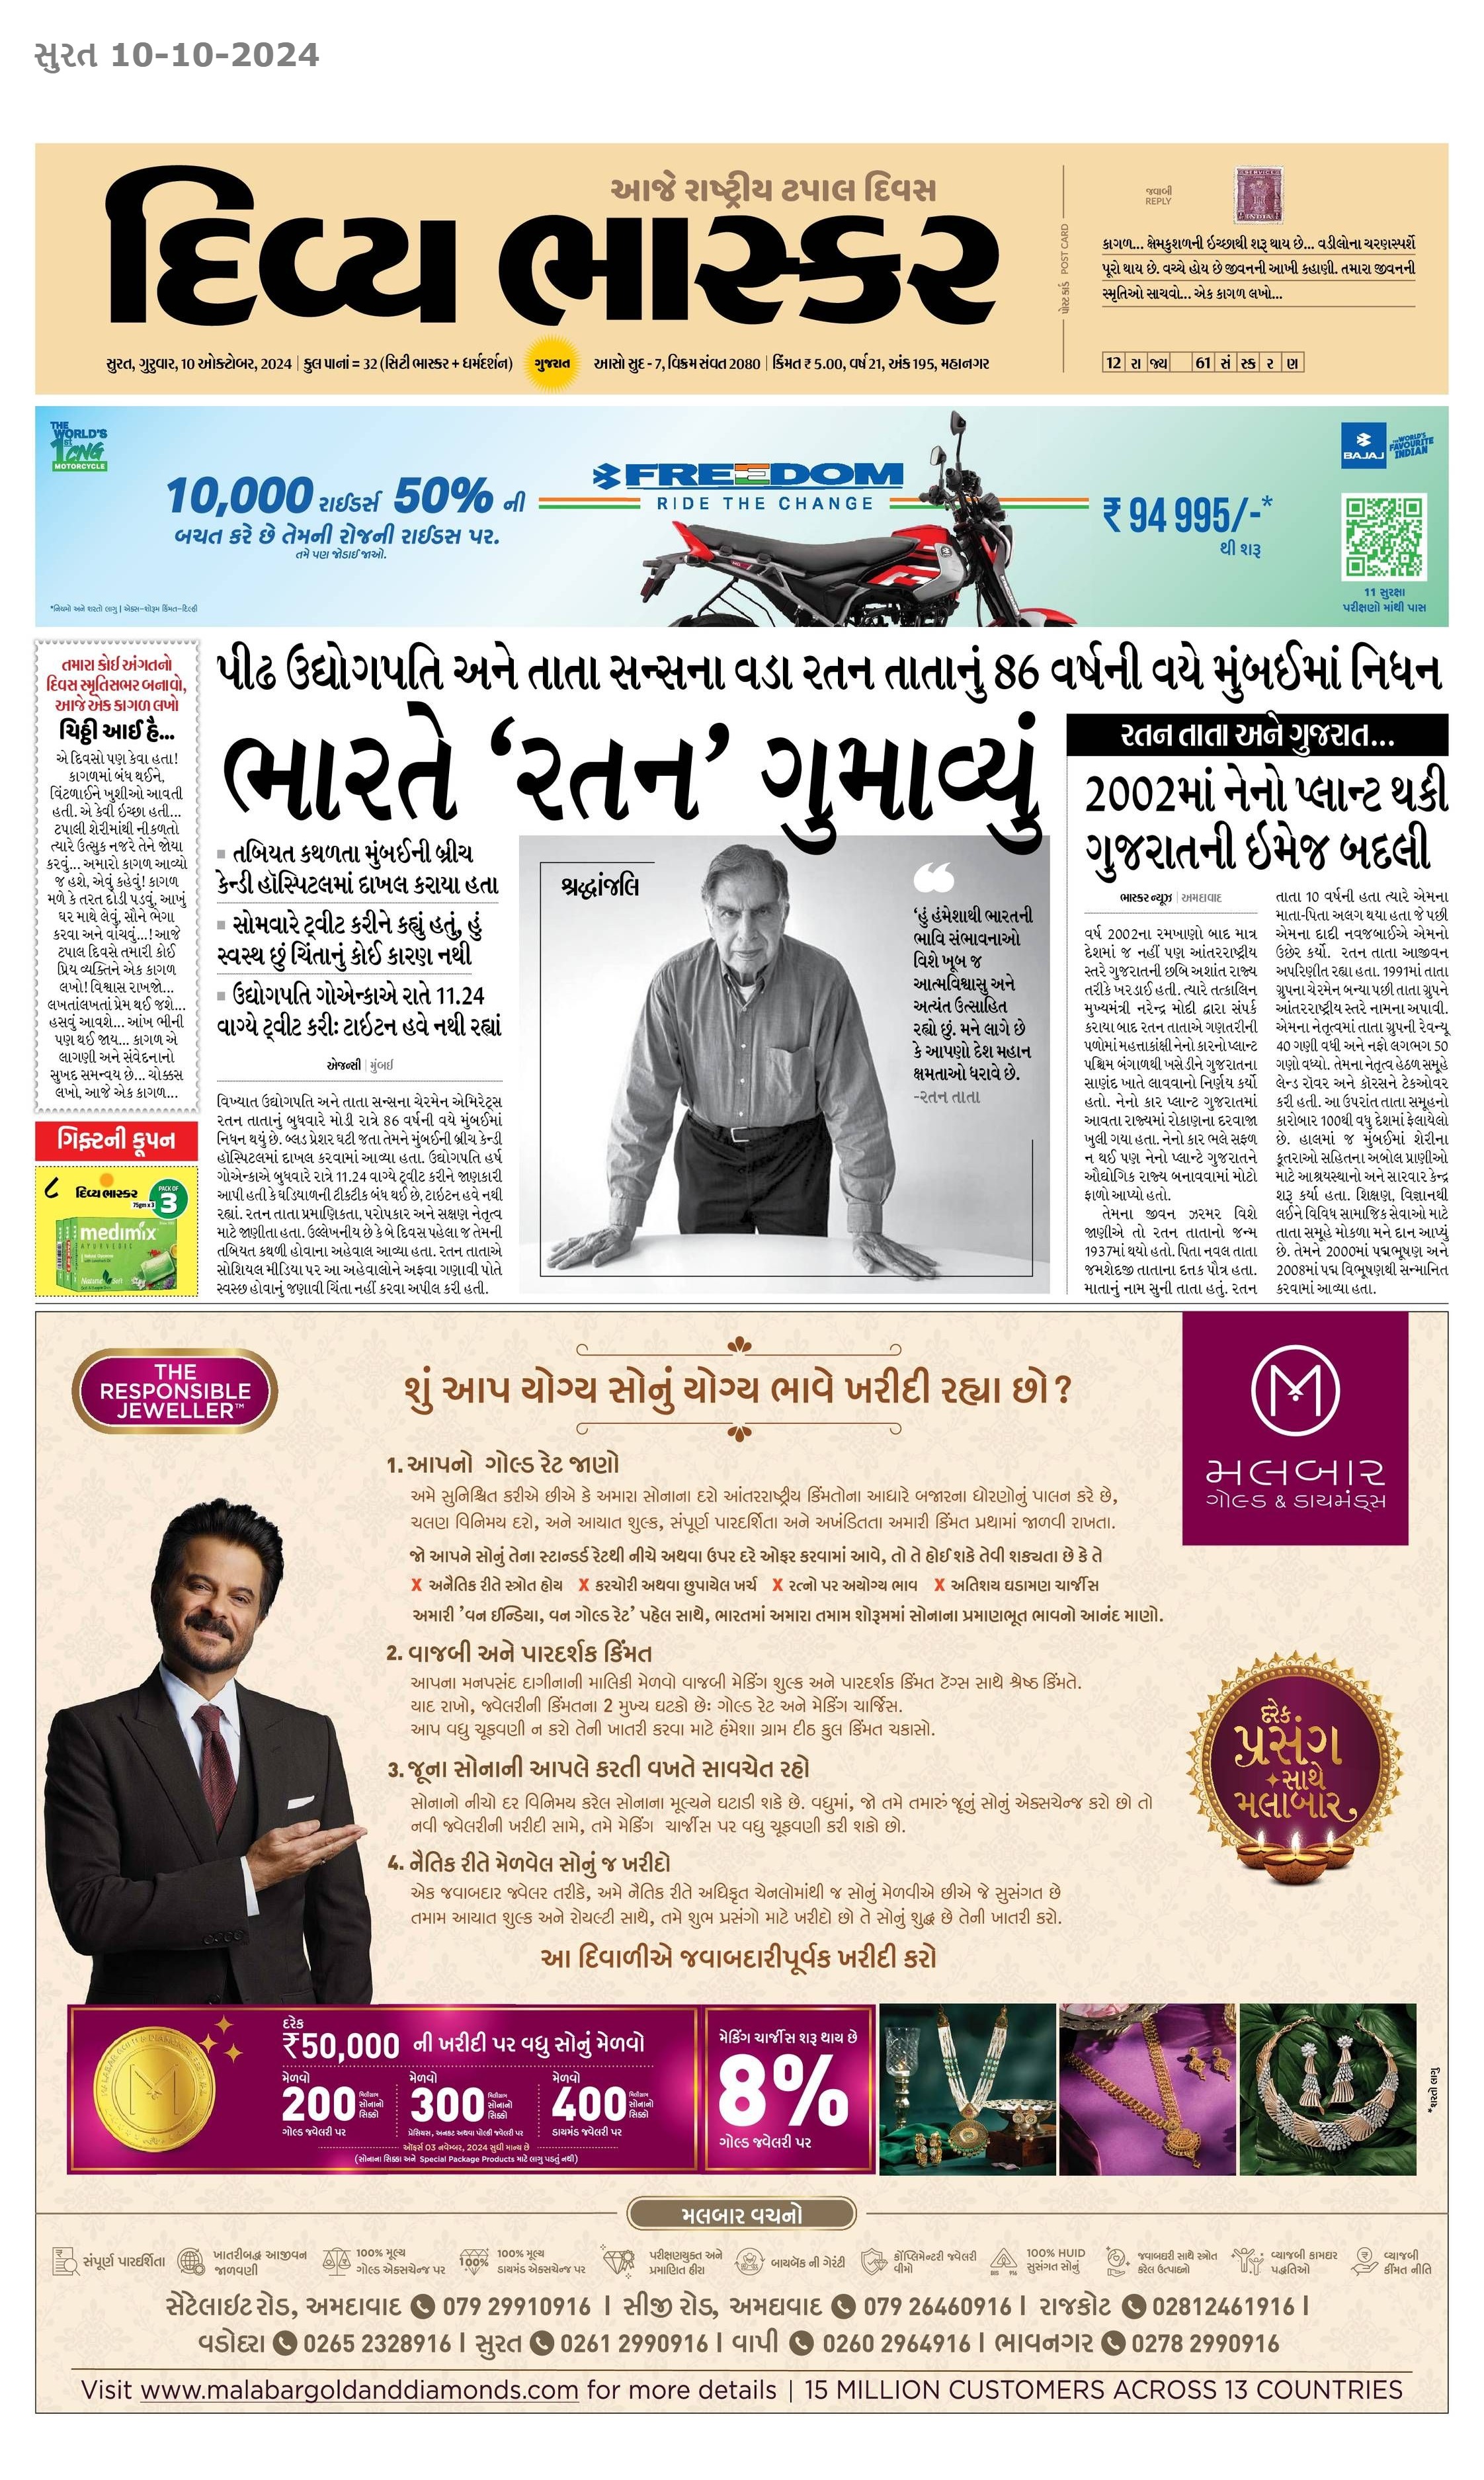 સુરત 10-10-2024
આજે રાષ્ટ્રીય ટપાલ દિવસ
દિવ્ય ભાસ્કર
સુરત, ગુરુવાર, 10 ઓક્ટોબર, 2024 | કુલ પાનાં = 32 (સિટી ભાસ્કર + ધર્મદર્શન)
ગુજરાત
આસો સુદ - 7, વિક્રમ સંવત 2080 | કિંમત ₹ 5.00, વર્ષ 21, અંક 195, મહાનગર
પોસ્ટ કાર્ડ POST CARD
જવાબી
REPLY
SERVICE
INDIA
કાગળ... ક્ષેમકુશળની ઈચ્છાથી શરૂ થાય છે... વડીલોના ચરણસ્પર્શે
પૂરો થાય છે. વચ્ચે હોય છે જીવનની આખી કહાણી. તમારા જીવનની
સ્મૃતિઓ સાચવો... એક કાગળ લખો...
12 રાજ્ય 61 સંસ્કરણ
THE
WORLD'S
1st CNG
MOTORCYCLE
10,000 રાઈડર્સ 50% ની
બચત કરે છે તેમની રોજની રાઈડસ પર.
તમે પણ જોડાઈ જાઓ.
*નિયમો અને શરતો લાગુ | એક્સ-શોરૂમ કિંમત-દિલ્હી
FREEDOM
RIDE THE CHANGE
₹ 94 995/-*
થી શરૂ
BAJAJ
THE WORLD'S
FAVOURITE
INDIAN
11 સુરક્ષા
પરીક્ષણો માંથી પાસ
તમારા કોઈ અંગતનો
દિવસ સ્મૃતિસભર બનાવો,
આજે એક કાગળ લખો
ચિઠ્ઠી આઈ હૈ...
એ દિવસો પણ કેવા હતા!
કાગળમાં બંધ થઈને,
વિંટળાઈને ખુશીઓ આવતી
હતી. એ કેવી ઈચ્છા હતી...
ટપાલી શેરીમાંથી નીકળતો
ત્યારે ઉત્સુક નજરે તેને જોયા
કરવું... અમારો કાગળ આવ્યો
જ હશે, એવું કહેવું! કાગળ
મળે કે તરત દોડી પડવું, આખું
ઘર માથે લેવું, સૌને ભેગા
કરવા અને વાંચવું...! આજે
ટપાલ દિવસે તમારી કોઈ
પ્રિય વ્યક્તિને એક કાગળ
લખો! વિશ્વાસ રાખજો...
લખતાંલખતાં પ્રેમ થઈ જશે...
હસવું આવશે... આંખ ભીની
પણ થઈ જાય... કાગળ એ
લાગણી અને સંવેદનાનો
સુખદ સમન્વય છે... ચોક્કસ
લખો, આજે એક કાગળ...
ગિફ્ટની કૂપન
૮
દિવ્ય ભાસ્કર
PACK OF
3
75gm x 3
medimix
AYURVEDIC
પીઢ ઉદ્યોગપતિ અને તાતા સન્સના વડા રતન તાતાનું 86 વર્ષની વયે મુંબઈમાં નિધન
ભારતે ‘રતન’ ગુમાવ્યું
તબિયત કથળતા મુંબઈની બ્રીચ
કેન્ડી હૉસ્પિટલમાં દાખલ કરાયા હતા
સોમવારે ટ્વીટ કરીને કહ્યું હતું, હું
સ્વસ્થ છું ચિંતાનું કોઈ કારણ નથી
ઉદ્યોગપતિ ગોએન્કાએ રાતે 11.24
વાગ્યે ટ્વીટ કરી: ટાઇટન હવે નથી રહ્યાં
એજન્સી | મુંબઈ
વિખ્યાત ઉદ્યોગપતિ અને તાતા સન્સના ચેરમેન એમિરેટ્સ
રતન તાતાનું બુધવારે મોડી રાત્રે 86 વર્ષની વયે મુંબઈમાં
નિધન થયું છે. બ્લડ પ્રેશર ઘટી જતા તેમને મુંબઈની બ્રીચ કેન્ડી
હૉસ્પિટલમાં દાખલ કરવામાં આવ્યા હતા. ઉદ્યોગપતિ હર્ષ
ગોએન્કાએ બુધવારે રાત્રે 11.24 વાગ્યે ટ્વીટ કરીને જાણકારી
આપી હતી કે ઘડિયાળની ટીકટીક બંધ થઈ છે, ટાઇટન હવે નથી
રહ્યાં. રતન તાતા પ્રમાણિકતા, પરોપકાર અને સક્ષણ નેતૃત્વ
માટે જાણીતા હતા. ઉલ્લેખનીય છે કે બે દિવસ પહેલા જ તેમની
તબિયત કથળી હોવાના અહેવાલ આવ્યા હતા. રતન તાતાએ
સોશિયલ મીડિયા પર આ અહેવાલોને અફવા ગણાવી પોતે
સ્વસ્છ હોવાનું જણાવી ચિંતા નહીં કરવા અપીલ કરી હતી.
શ્રદ્ધાંજલિ
‘હું હંમેશાથી ભારતની
ભાવિ સંભાવનાઓ
વિશે ખૂબ જ
આત્મવિશ્વાસુ અને
અત્યંત ઉત્સાહિત
રહ્યો છું. મને લાગે છે
કે આપણો દેશ મહાન
ક્ષમતાઓ ધરાવે છે.
-રતન તાતા
રતન તાતા અને ગુજરાત...
2002માં નેનો પ્લાન્ટ થકી
ગુજરાતની ઈમેજ બદલી
ભાસ્કર ન્યૂઝ | અમદાવાદ
વર્ષ 2002ના રમખાણો બાદ માત્ર
દેશમાં જ નહીં પણ આંતરરાષ્ટ્રીય
સ્તરે ગુજરાતની છબિ અશાંત રાજ્ય
તરીકે ખરડાઈ હતી. ત્યારે તત્કાલિન
મુખ્યમંત્રી નરેન્દ્ર મોદી દ્વારા સંપર્ક
કરાયા બાદ રતન તાતાએ ગણતરીની
પળોમાં મહત્તાકાંક્ષી નેનો કારનો પ્લાન્ટ
પશ્ચિમ બંગાળથી ખસેડીને ગુજરાતના
સાણંદ ખાતે લાવવાનો નિર્ણય કર્યો
હતો. નેનો કાર પ્લાન્ટ ગુજરાતમાં
આવતા રાજ્યમાં રોકાણના દરવાજા
ખુલી ગયા હતા. નેનો કાર ભલે સફળ
ન થઈ પણ નેનો પ્લાન્ટે ગુજરાતને
ઔદ્યોગિક રાજ્ય બનાવવામાં મોટો
ફાળો આપ્યો હતો.
તેમના જીવન ઝરમર વિશે
જાણીએ તો રતન તાતાનો જન્મ
1937માં થયો હતો. પિતા નવલ તાતા
જમશેદજી તાતાના દત્તક પૌત્ર હતા.
માતાનું નામ સુની તાતા હતું. રતન
તાતા 10 વર્ષની હતા ત્યારે એમના
માતા-પિતા અલગ થયા હતા જે પછી
એમના દાદી નવજબાઈએ એમનો
ઉછેર કર્યો. રતન તાતા આજીવન
અપરિણીત રહ્યા હતા. 1991માં તાતા
ગ્રુપના ચેરમેન બન્યા પછી તાતા ગ્રુપને
આંતરરાષ્ટ્રીય સ્તરે નામના અપાવી.
એમના નેતૃત્વમાં તાતા ગ્રુપની રેવન્યૂ
40 ગણી વધી અને નફો લગભગ 50
ગણો વધ્યો. તેમના નેતૃત્વ હેઠળ સમૂહે
લેન્ડ રૉવર અને કૉરસને ટેકઓવર
કરી હતી. આ ઉપરાંત તાતા સમૂહનો
કારોબાર 100થી વધુ દેશમાં ફેલાયેલો
છે. હાલમાં જ મુંબઈમાં શેરીના
કૂતરાઓ સહિતના અબોલ પ્રાણીઓ
માટે આશ્રયસ્થાનો અને સારવાર કેન્દ્ર
શરૂ કર્યા હતા. શિક્ષણ, વિજ્ઞાનથી
લઈને વિવિધ સામાજિક સેવાઓ માટે
તાતા સમૂહે મોકળા મને દાન આપ્યું
છે. તેમને 2000માં પદ્મભૂષણ અને
2008માં પદ્મ વિભૂષણથી સન્માનિત
કરવામાં આવ્યા હતા.
THE
RESPONSIBLE
JEWELLER™
શું આપ યોગ્ય સોનું યોગ્ય ભાવે ખરીદી રહ્યા છો?
મલબાર
ગોલ્ડ & ડાયમંડ્સ
1. આપનો ગોલ્ડ રેટ જાણો
અમે સુનિશ્ચિત કરીએ છીએ કે અમારા સોનાના દરો આંતરરાષ્ટ્રીય કિંમતોના આધારે બજારના ધોરણોનું પાલન કરે છે,
ચલણ વિનિમય દરો, અને આયાત શુલ્ક, સંપૂર્ણ પારદર્શિતા અને અખંડિતતા અમારી કિંમત પ્રથામાં જાળવી રાખતા.
જો આપને સોનું તેના સ્ટાન્ડર્ડ રેટથી નીચે અથવા ઉપર દરે ઓફર કરવામાં આવે, તો તે હોઈ શકે તેવી શક્યતા છે કે તે
X અનૈતિક રીતે સ્ત્રોત હોય X કરચોરી અથવા છુપાયેલ ખર્ચ X રત્નો પર અયોગ્ય ભાવ X અતિશય ઘડામણ ચાર્જીસ
અમારી 'વન ઈન્ડિયા, વન ગોલ્ડ રેટ' પહેલ સાથે, ભારતમાં અમારા તમામ શોરૂમમાં સોનાના પ્રમાણભૂત ભાવનો આનંદ માણો.
2. વાજબી અને પારદર્શક કિંમત
આપના મનપસંદ દાગીનાની માલિકી મેળવો વાજબી મેકિંગ શુલ્ક અને પારદર્શક કિંમત ટેગ્સ સાથે શ્રેષ્ઠ કિંમતે.
યાદ રાખો, જ્વેલરીની કિંમતના 2 મુખ્ય ઘટકો છે: ગોલ્ડ રેટ અને મેકિંગ ચાર્જિસ.
આપ વધુ ચૂકવણી ન કરો તેની ખાતરી કરવા માટે હંમેશા ગ્રામ દીઠ કુલ કિંમત ચકાસો.
3. જૂના સોનાની આપલે કરતી વખતે સાવચેત રહો
સોનાનો નીચો દર વિનિમય કરેલ સોનાના મૂલ્યને ઘટાડી શકે છે. વધુમાં, જો તમે તમારું જૂનું સોનું એક્સચેન્જ કરો છો તો
નવી જ્વેલરીની ખરીદી સામે, તમે મેકિંગ ચાર્જીસ પર વધુ ચૂકવણી કરી શકો છો.
4. નૈતિક રીતે મેળવેલ સોનું જ ખરીદો
એક જવાબદાર જ્વેલર તરીકે, અમે નૈતિક રીતે અધિકૃત ચેનલોમાંથી જ સોનું મેળવીએ છીએ જે સુસંગત છે
તમામ આયાત શુલ્ક અને રોયલ્ટી સાથે, તમે શુભ પ્રસંગો માટે ખરીદો છો તે સોનું શુદ્ધ છે તેની ખાતરી કરો.
આ દિવાળીએ જવાબદારીપૂર્વક ખરીદી કરો
દરેક
પ્રસંગ
સાથે
મલાબાર
દરેક
₹50,000 ની ખરીદી પર વધુ સોનું મેળવો
મેળવો
200 મિલીગ્રામ સોનાનો સિક્કો
ગોલ્ડ જ્વેલરી પર
મેળવો
300 મિલીગ્રામ સોનાનો સિક્કો
પ્રેસિયસ, અનકટ અથવા પોલ્કી જ્વેલરી પર
મેળવો
400 મિલીગ્રામ સોનાનો સિક્કો
ડાયમંડ જ્વેલરી પર
ઑફર્સ 03 નવેમ્બર, 2024 સુધી માન્ય છે
(સોનાના સિક્કા અને Special Package Products માટે લાગુ પડતું નથી)
મેકિંગ ચાર્જીસ શરૂ થાય છે
8%
ગોલ્ડ જ્વેલરી પર
*શરતો લાગુ
મલબાર વચનો
સંપૂર્ણ પારદર્શિતા
ખાતરીબદ્ધ આજીવન
જાળવણી
100% મૂલ્ય
ગોલ્ડ એક્સચેન્જ પર
100% મૂલ્ય
ડાયમંડ એક્સચેન્જ પર
પરીક્ષણયુક્ત અને
પ્રમાણિત હીરા
બાયબૅક ની ગેરંટી
કૉમ્પ્લિમેન્ટરી જ્વેલરી
વીમો
100% HUID
સુસંગત સોનું
જવાબદારી સાથે સ્ત્રોત
કરેલ ઉત્પાદનો
વ્યાજબી કામદાર
પદ્ધતિઓ
વ્યાજબી
કીંમત નીતિ
સેટેલાઇટ રોડ, અમદાવાદ 079 29910916 | સીજી રોડ, અમદાવાદ 079 26460916 | રાજકોટ 02812461916 |
વડોદરા 0265 2328916 | સુરત 0261 2990916 | વાપી 0260 2964916 | ભાવનગર 0278 2990916
Visit www.malabargoldanddiamonds.com for more details | 15 MILLION CUSTOMERS ACROSS 13 COUNTRIES